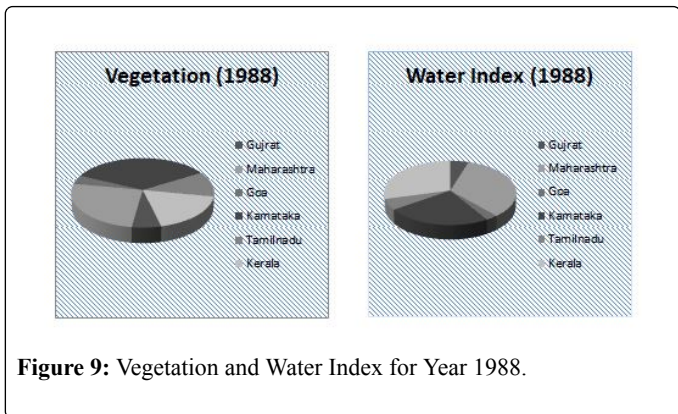 Vegetation (1988)
Gujrat
Maharashtra
Goa
Karnataka
Tamilnadu
Kerala
Water Index (1988)
Gujrat
Maharashtra
Goa
Karnataka
Tamilnadu
Kerala
Figure 9: Vegetation and Water Index for Year 1988.